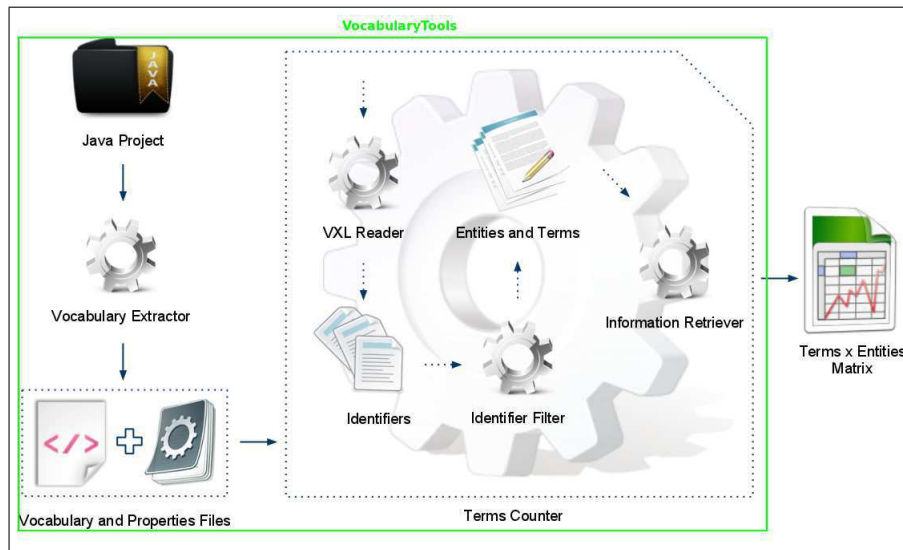 VocabularyTools
JAVA
Java Project
VXL Reader
Entities and Terms
Vocabulary Extractor
Information Retriever
Terms x Entities
Matrix
Identifiers
Identifier Filter
</>
Vocabulary and Properties Files
Terms Counter